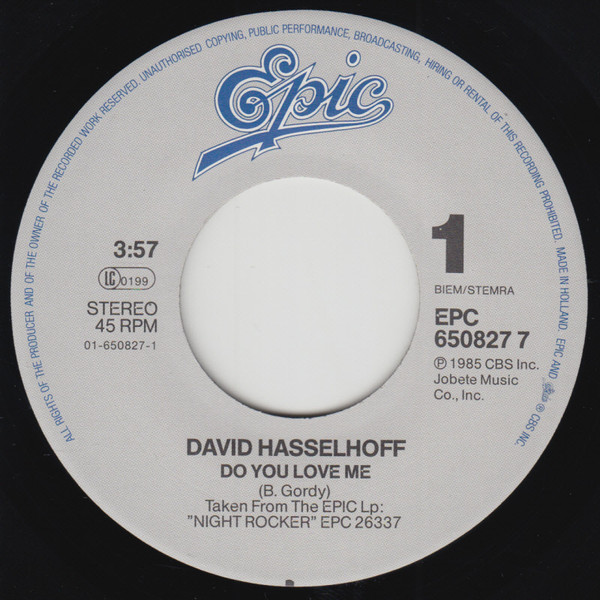 ALL RIGHTS OF THE PRODUCER AND OF THE OWNER OF THE RECORDED WORK RESERVED. UNAUTHORISED COPYING, PUBLIC PERFORMANCE, BROADCASTING, HIRING OR RENTAL OF THIS RECORDING PROHIBITED. MADE IN HOLLAND. EPIC AND ® CBS INC.
Epic
3:57
LC 0199
STEREO
45 RPM
01-650827-1
1
BIEM/STEMRA
EPC
650827 7
℗ 1985 CBS Inc.
Jobete Music
Co., Inc.
DAVID HASSELHOFF
DO YOU LOVE ME
(B. Gordy)
Taken From The EPIC Lp:
"NIGHT ROCKER" EPC 26337